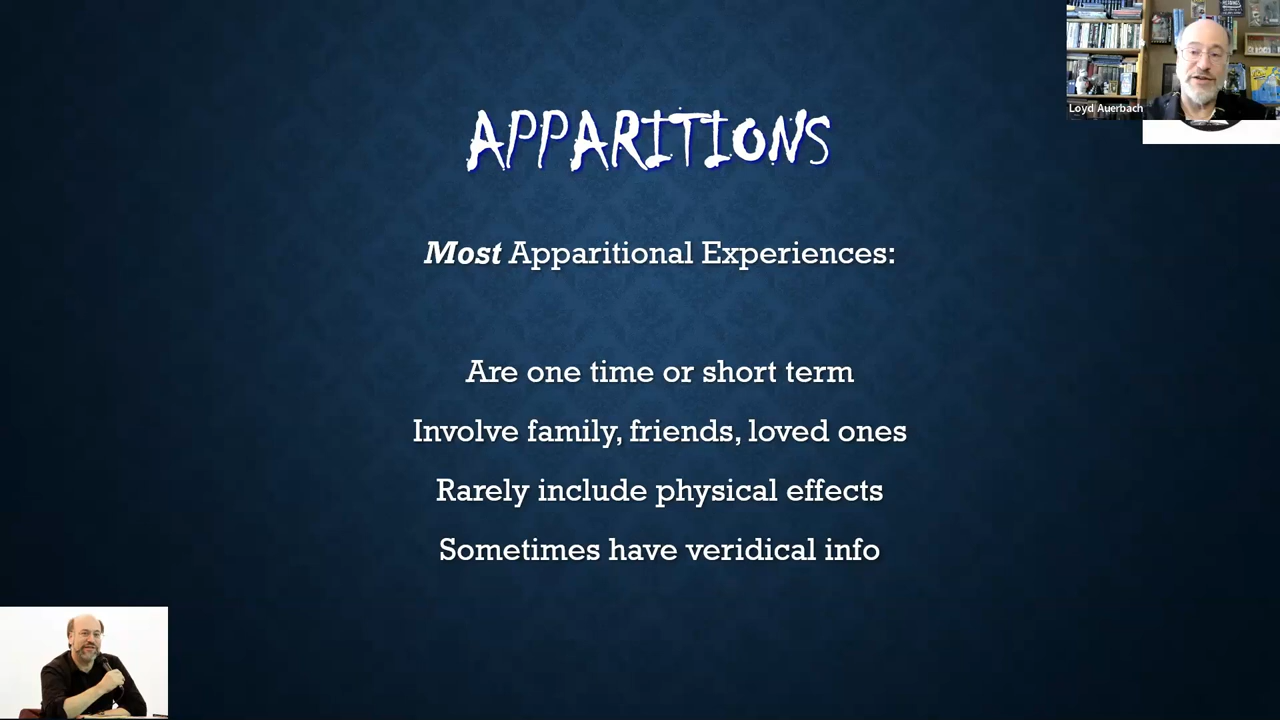 Loyd Auerbach
APPARITIONS
Most Apparitional Experiences:
Are one time or short term
Involve family, friends, loved ones
Rarely include physical effects
Sometimes have veridical info